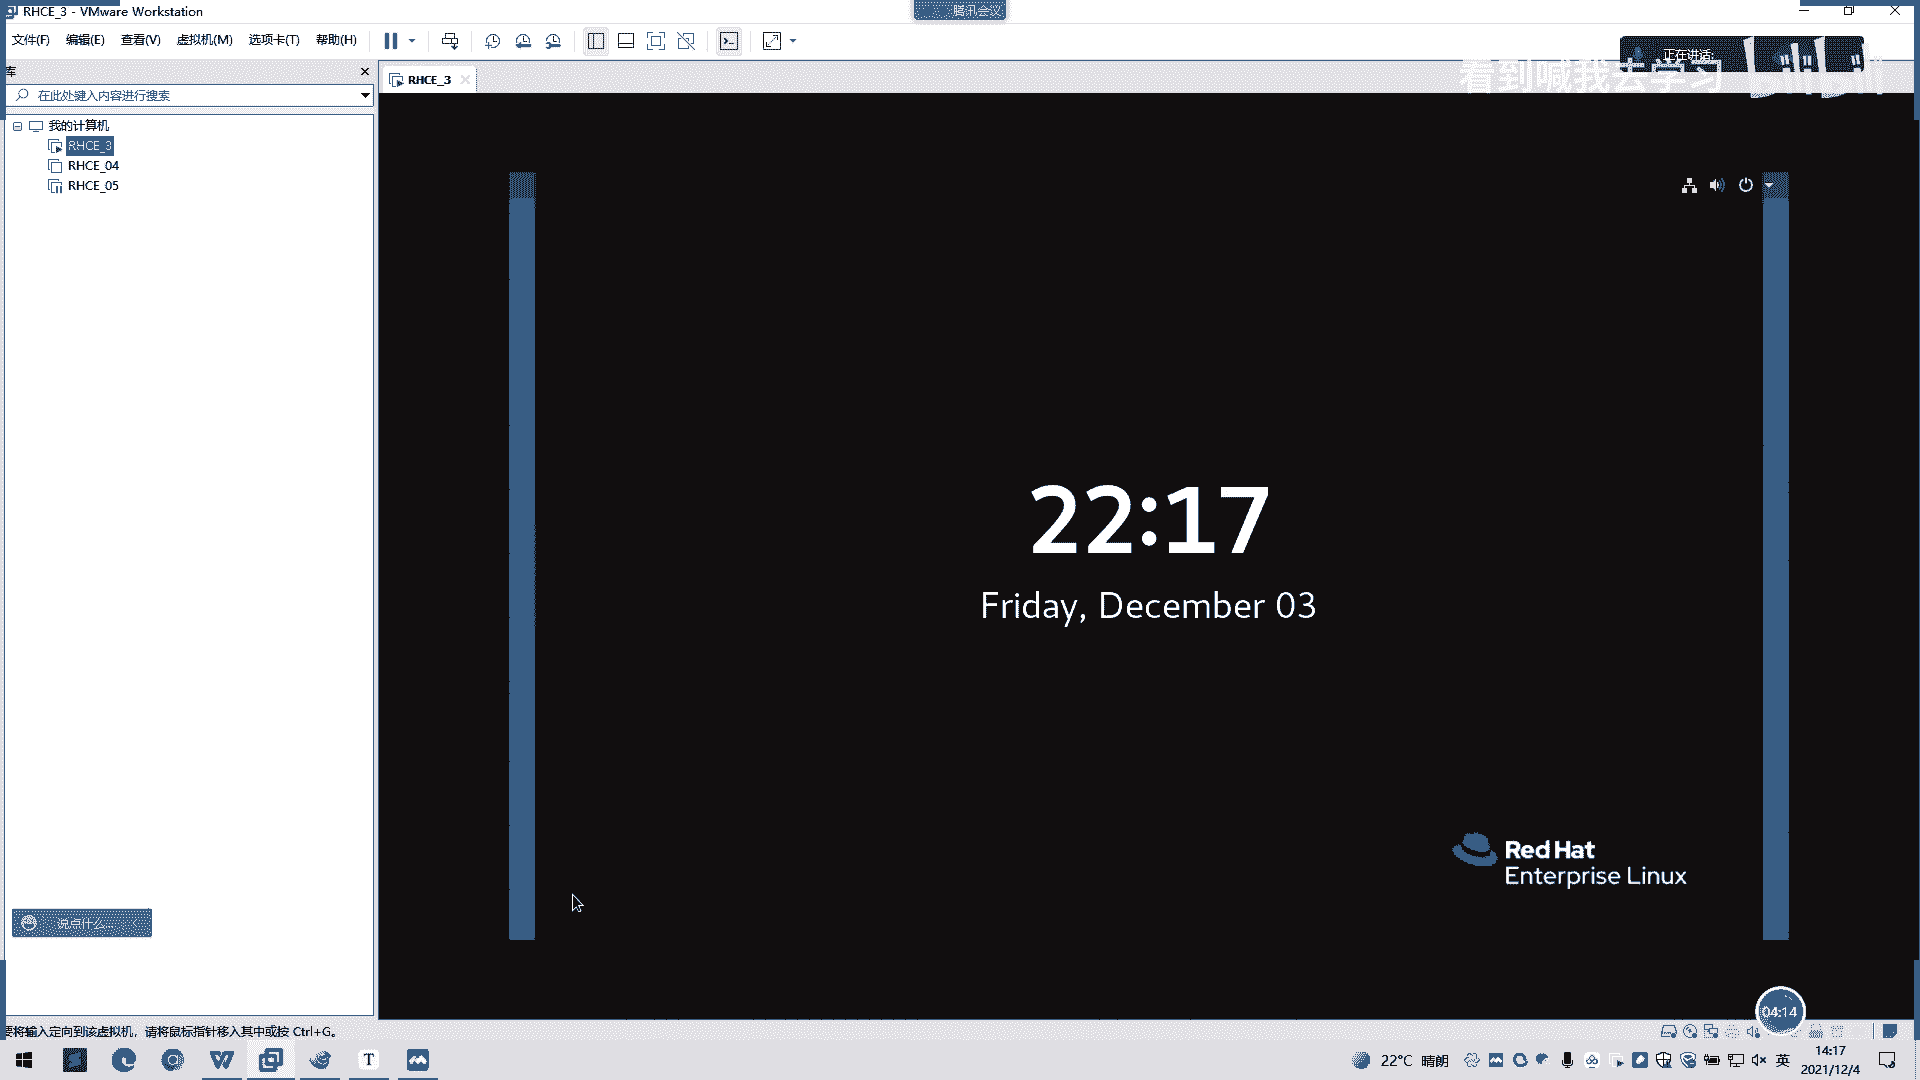 RHCE_3 - VMware Workstation
腾讯会议
文件(F) 编辑(E) 查看(V) 虚拟机(M) 选项卡(T) 帮助(H)
正在讲话:
看到喊我去学习
bilibili
库
RHCE_3
在此处键入内容进行搜索
我的计算机
RHCE_3
RHCE_04
RHCE_05
22:17
Friday, December 03
Red Hat
Enterprise Linux
说点什么...
04:14
要将输入定向到该虚拟机，请将鼠标指针移入其中或按 Ctrl+G。
22°C 晴朗
英
14:17
2021/12/4